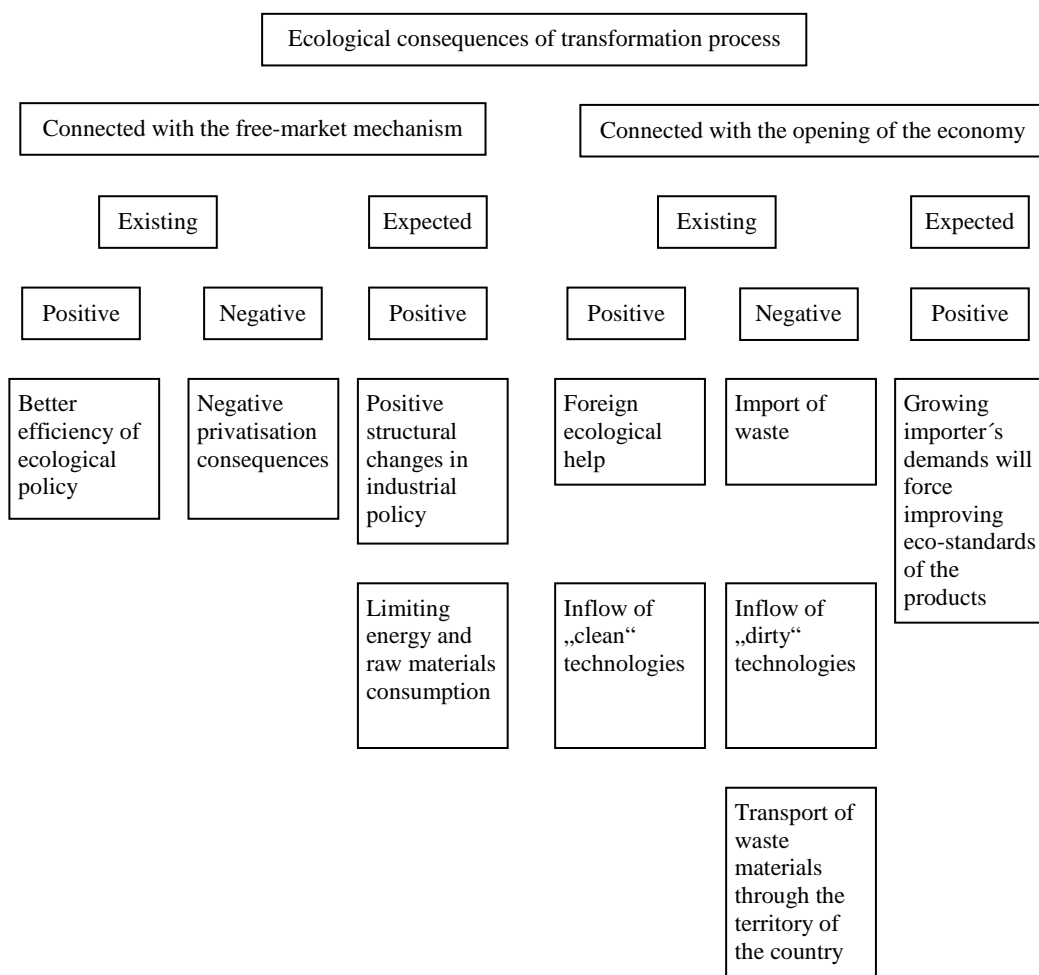 Ecological consequences of transformation process
Connected with the free-market mechanism
Connected with the opening of the economy
Existing
Expected
Existing
Expected
Positive
Negative
Positive
Positive
Negative
Positive
Better
efficiency of
ecological
policy
Negative
privatisation
consequences
Positive
structural
changes in
industrial
policy
Foreign
ecological
help
Import of
waste
Growing
importer´s
demands will
force
improving
eco-standards
of the
products
Limiting
energy and
raw materials
consumption
Inflow of
„clean“
technologies
Inflow of
„dirty“
technologies
Transport of
waste
materials
through the
territory of
the country